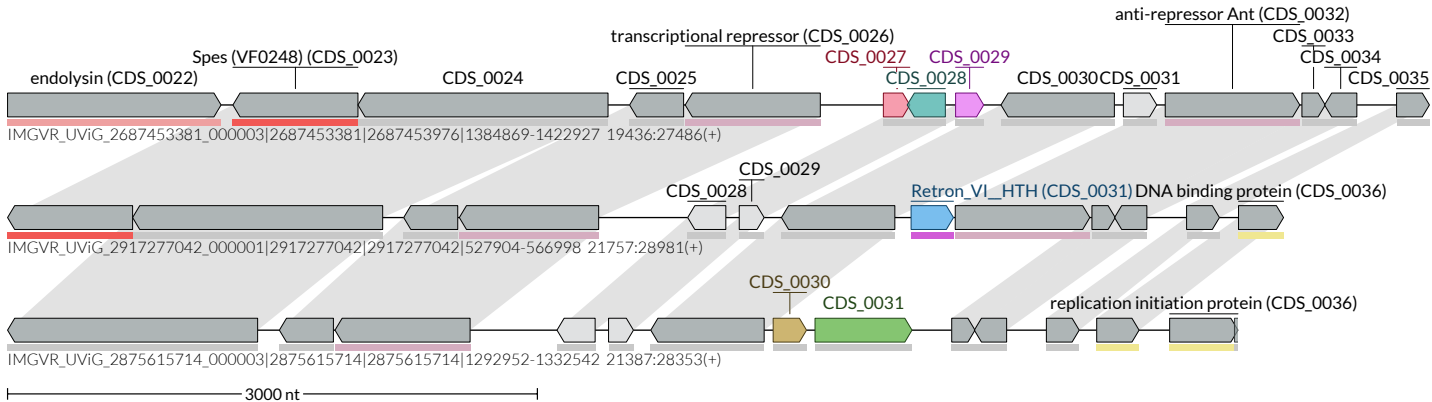 anti-repressor Ant (CDS_0032)
transcriptional repressor (CDS_0026)
CDS_0033
Spes (VF0248) (CDS_0023)
CDS_0027
CDS_0029
CDS_0034
endolysin (CDS_0022)
CDS_0024
CDS_0025
CDS_0028
CDS_0030
CDS_0031
CDS_0035
IMGVR_UViG_2687453381_000003|2687453381|2687453976|1384869-1422927 19436:27486(+)
CDS_0029
CDS_0028
Retron_VI__HTH (CDS_0031)
DNA binding protein (CDS_0036)
IMGVR_UViG_2917277042_000001|2917277042|2917277042|527904-566998 21757:28981(+)
CDS_0030
CDS_0031
replication initiation protein (CDS_0036)
IMGVR_UViG_2875615714_000003|2875615714|2875615714|1292952-1332542 21387:28353(+)
3000 nt